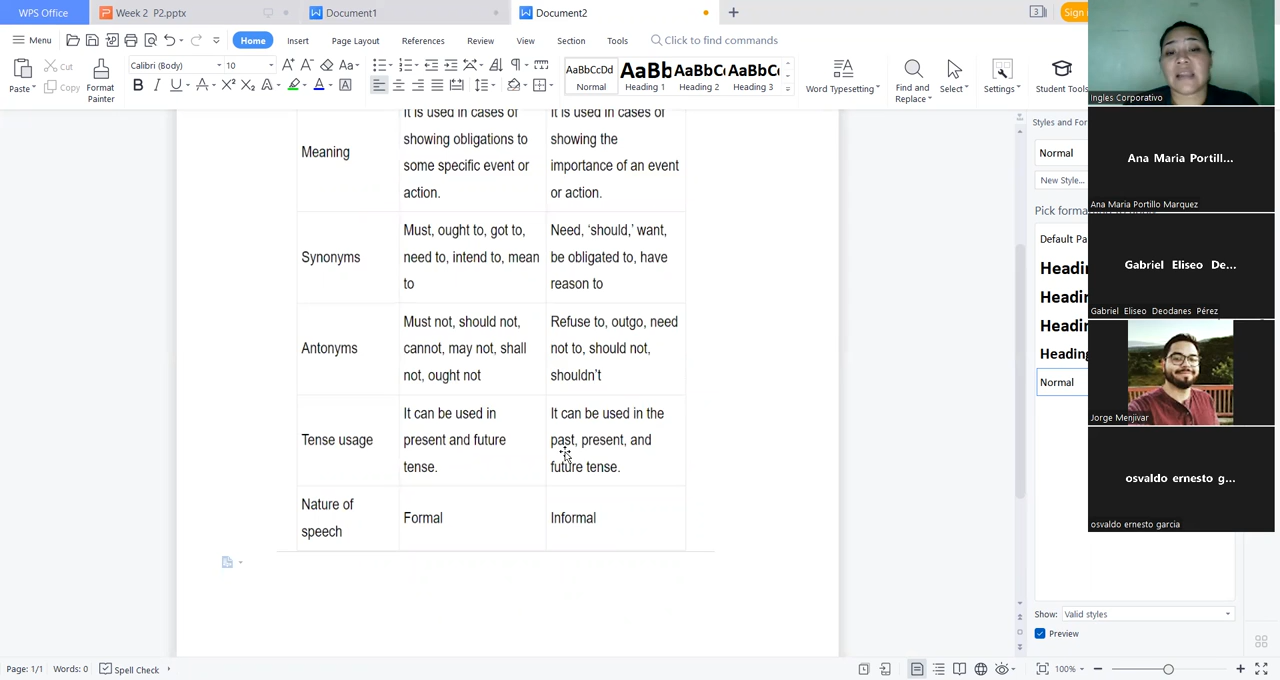 WPS Office
Week 2 P2.pptx
Document1
Document2
3
Sign i
Menu
Home
Insert
Page Layout
References
Review
View
Section
Tools
Click to find commands
Paste
Cut
Copy
Format
Painter
Calibri (Body)
10
AaBbCcDd
Normal
AaBb
Heading 1
AaBbCc
Heading 2
AaBbCc
Heading 3
Word Typesetting
Find and
Replace
Select
Settings
Student Tools
Meaning
It is used in cases of
showing obligations to
some specific event or
action.
It is used in cases of
showing the
importance of an event
or action.
Synonyms
Must, ought to, got to,
need to, intend to, mean
to
Need, ‘should,’ want,
be obligated to, have
reason to
Antonyms
Must not, should not,
cannot, may not, shall
not, ought not
Refuse to, outgo, need
not to, should not,
shouldn’t
Tense usage
It can be used in
present and future
tense.
It can be used in the
past, present, and
future tense.
Nature of
speech
Formal
Informal
Styles and For
Normal
New Style...
Pick format
Default Pa
Headin
Headin
Headin
Heading
Normal
Show:
Valid styles
Preview
Ingles Corporativo
Ana Maria Portill...
Ana Maria Portillo Marquez
Gabriel Eliseo De...
Gabriel Eliseo Deodanes Pérez
Jorge Menjivar
osvaldo ernesto g...
osvaldo ernesto garcia
Page: 1/1
Words: 0
Spell Check
100%